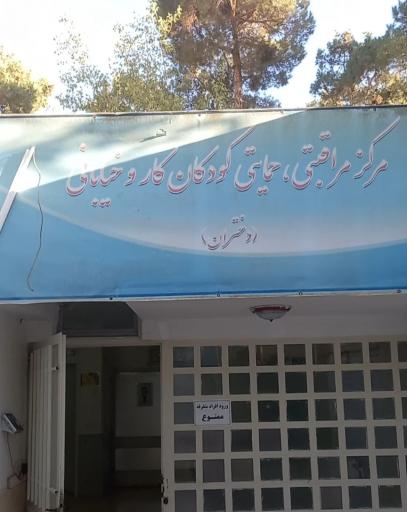 مرکز مراقبتی، حمایتی کودکان کار و خیابانی
(دختران)
ورود افراد متفرقه
ممنوع